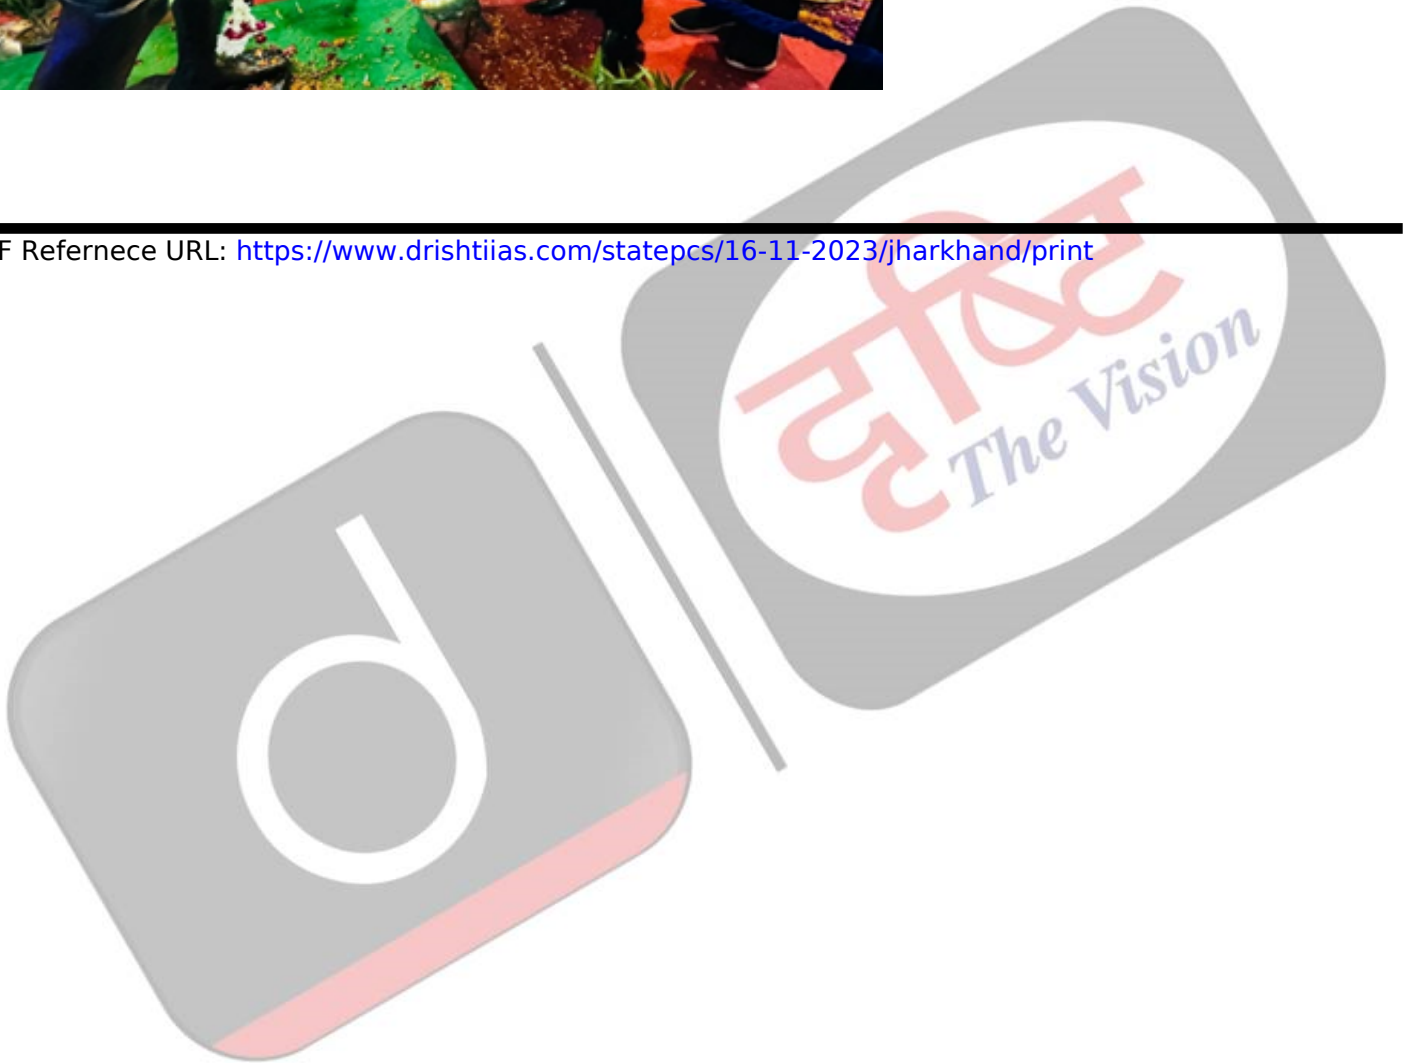 F Refernece URL: https://www.drishtiias.com/statepcs/16-11-2023/jharkhand/print
दृष्टि
The Vision
d